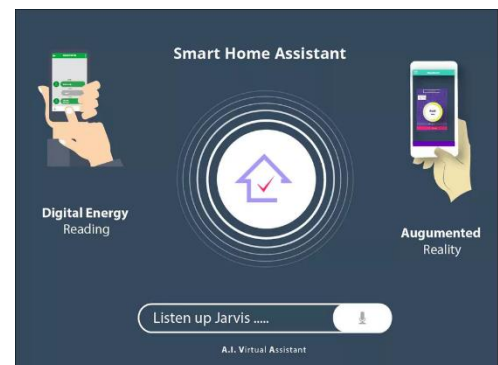 Smart Home Assistant
Digital Energy
Reading
Augumented
Reality
Listen up Jarvis .....
A.I. Virtual Assistant